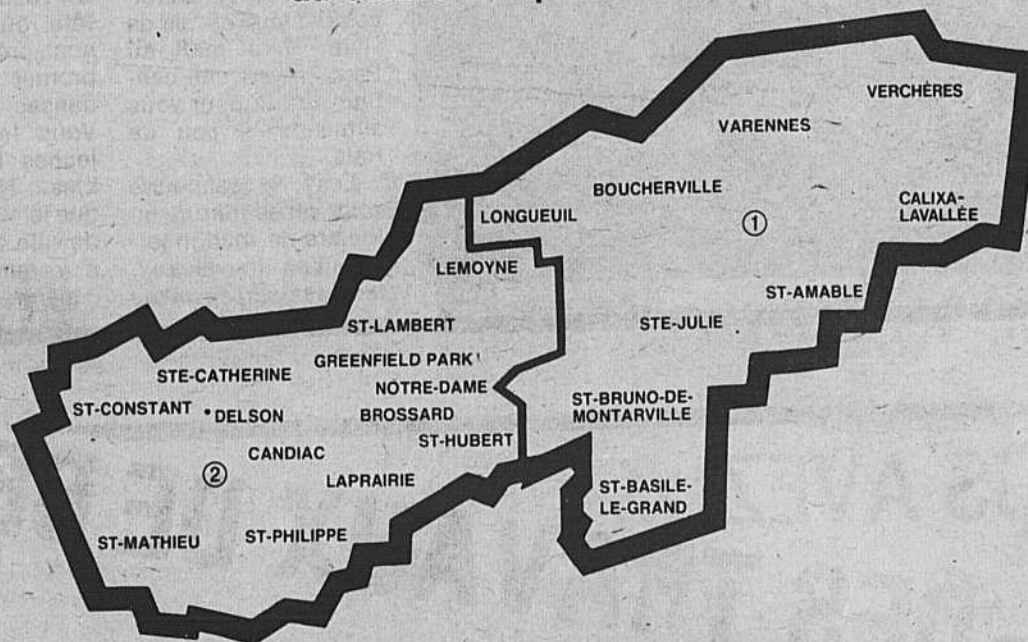 VERCHÈRES
VARENNES
BOUCHERVILLE
CALIXA-
LAVALLÉE
LONGUEUIL
①
LEMOYNE
ST-AMABLE
ST-LAMBERT
STE-JULIE
GREENFIELD PARK
STE-CATHERINE
NOTRE-DAME
ST-BRUNO-DE-
MONTARVILLE
ST-CONSTANT
• DELSON
BROSSARD
ST-HUBERT
CANDIAC
②
LAPRAIRIE
ST-BASILE-
LE-GRAND
ST-MATHIEU
ST-PHILIPPE